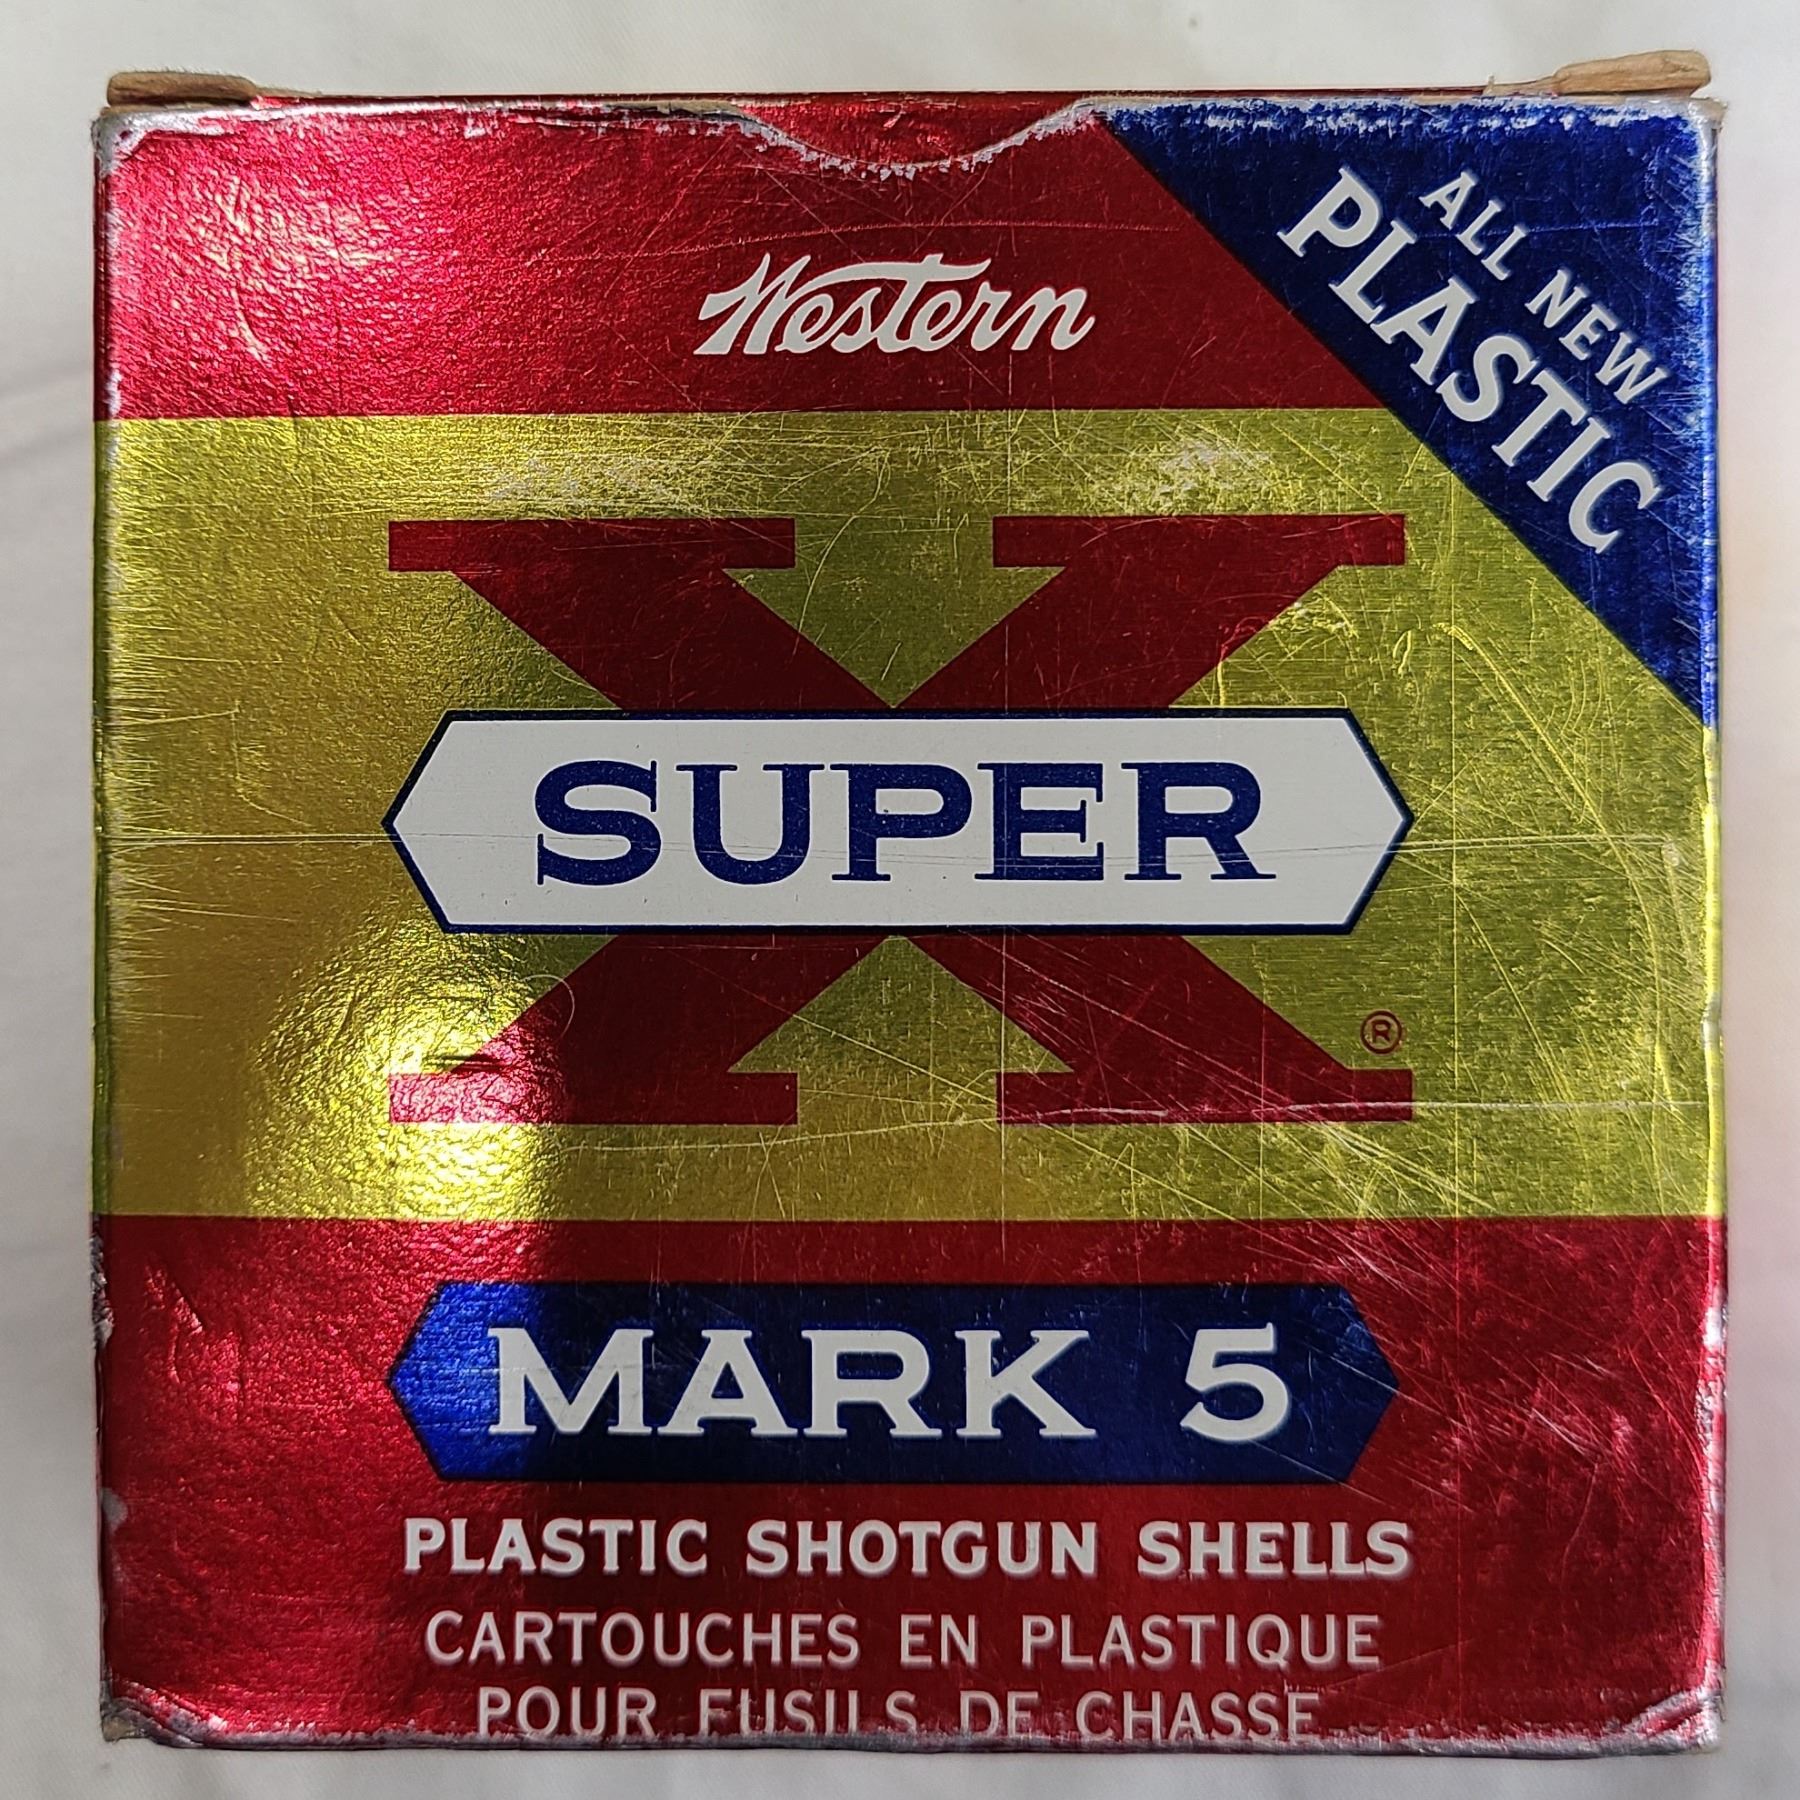 Western
ALL NEW
PLASTIC
X
SUPER
®
MARK 5
PLASTIC SHOTGUN SHELLS
CARTOUCHES EN PLASTIQUE
POUR FUSILS DE CHASSE